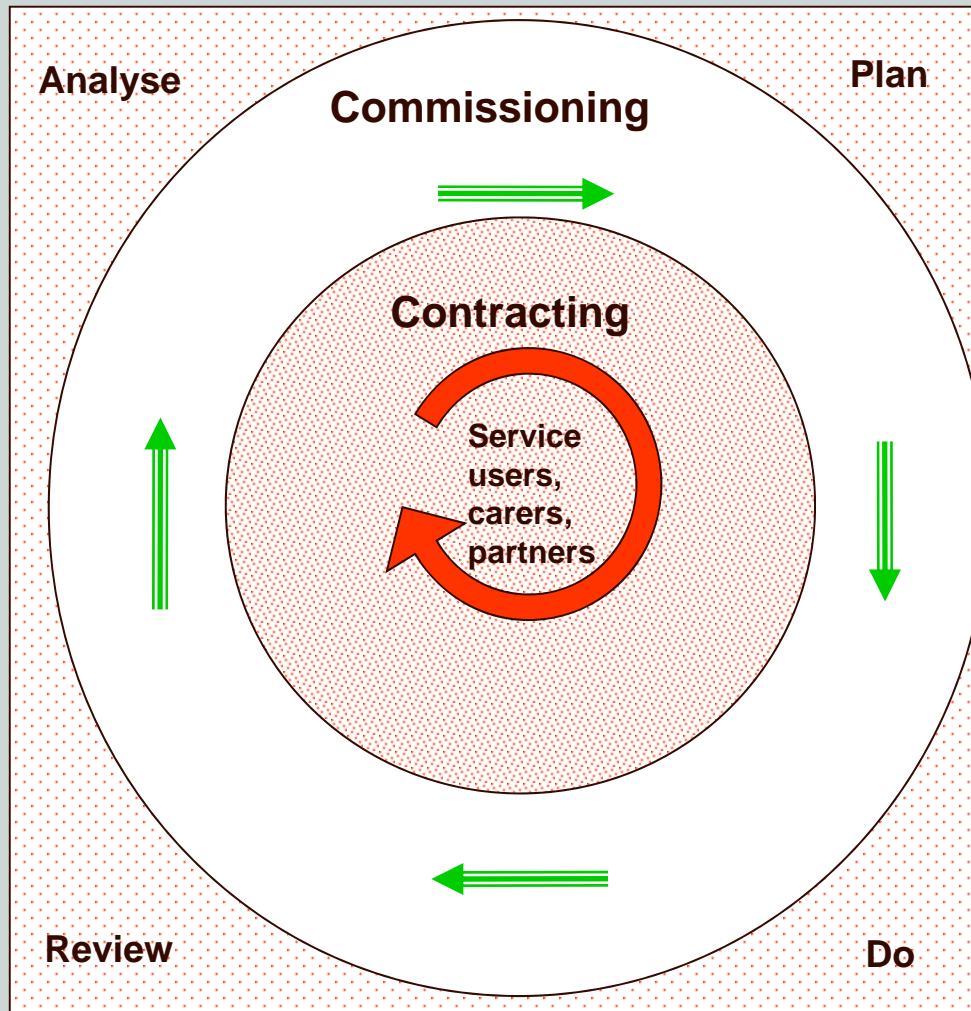 Analyse
Plan
Commissioning
Contracting
Service
users,
carers,
partners
Review
Do